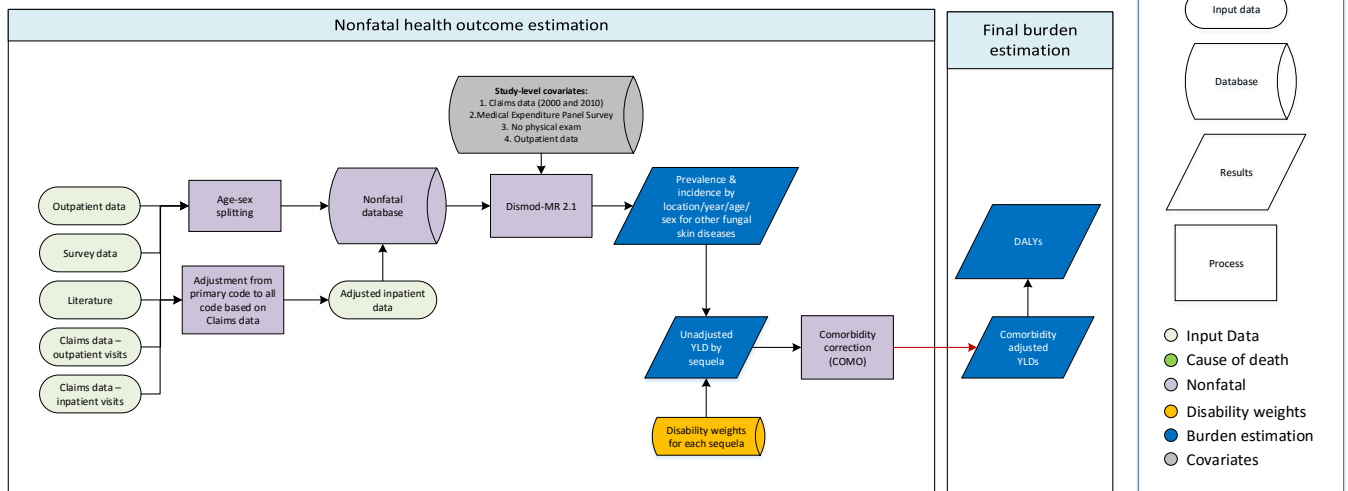 Nonfatal health outcome estimation
Final burden
estimation
Study-level covariates:
1. Claims data (2000 and 2010)
2.Medical Expenditure Panel Survey
3. No physical exam
4. Outpatient data
Outpatient data
Survey data
Literature
Claims data –
outpatient visits
Claims data –
inpatient visits
Age-sex
splitting
Adjustment from
primary code to all
code based on
Claims data
Nonfatal
database
Adjusted inpatient
data
Dismod-MR 2.1
Prevalence &
incidence by
location/year/age/
sex for other fungal
skin diseases
Unadjusted
YLD by
sequela
Disability weights
for each sequela
Comorbidity
correction
(COMO)
DALYs
Comorbidity
adjusted
YLDs
Input data
Database
Results
Process
Input Data
Cause of death
Nonfatal
Disability weights
Burden estimation
Covariates